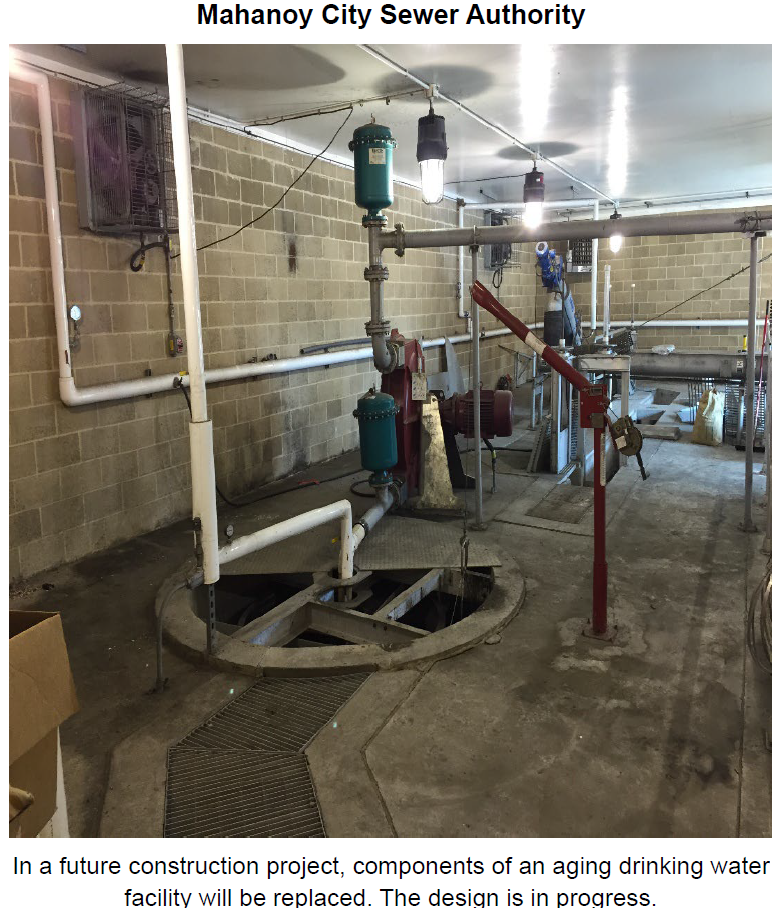 Mahanoy City Sewer Authority
In a future construction project, components of an aging drinking water
facility will be replaced. The design is in progress.